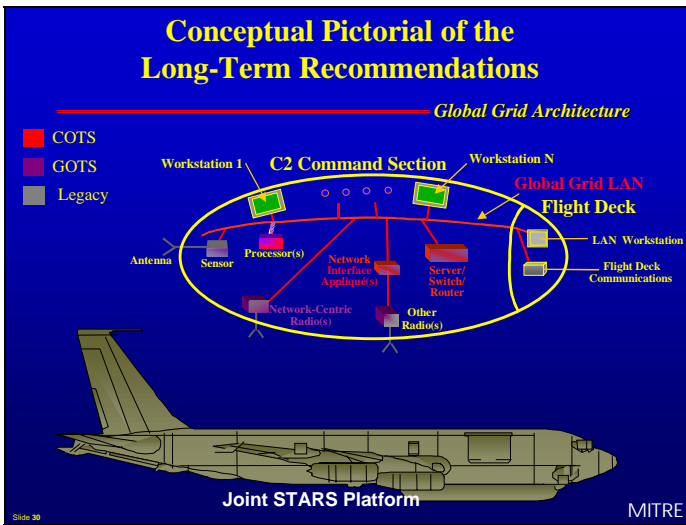 Conceptual Pictorial of the
Long-Term Recommendations
Global Grid Architecture
COTS
GOTS
Legacy
Workstation 1
C2 Command Section
Workstation N
Global Grid LAN
Flight Deck
Antenna
Sensor
Processor(s)
Network
Interface
Appliqué(s)
Server/
Switch/
Router
LAN Workstation
Flight Deck
Communications
Network-Centric
Radio(s)
Other
Radio(s)
Joint STARS Platform
Slide 30
MITRE